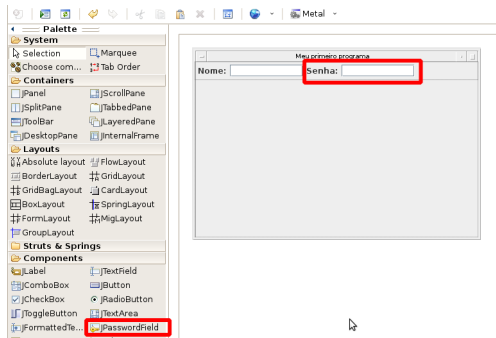 Metal
Palette
System
Selection Marquee
Choose com... Tab Order
Containers
JPanel JScrollPane
JSplitPane JTabbedPane
JToolBar JLayeredPane
JDesktopPane JInternalFrame
Layouts
Absolute layout FlowLayout
BorderLayout GridLayout
GridBagLayout CardLayout
BoxLayout SpringLayout
FormLayout MigLayout
GroupLayout
Struts & Springs
Components
JLabel JTextField
JComboBox JButton
JCheckBox JRadioButton
JToggleButton JTextArea
JFormattedTe... JPasswordField
Meu primeiro programa
Nome: Senha: